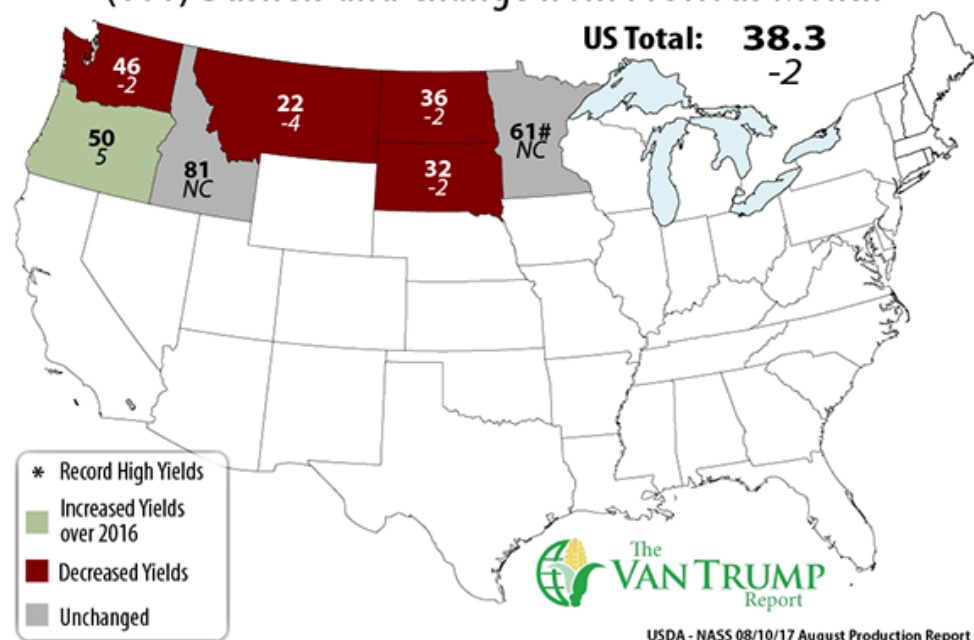 US Total: 38.3
-2
46
-2
50
5
81
NC
22
-4
36
-2
32
-2
61#
NC
* Record High Yields
Increased Yields
over 2016
Decreased Yields
Unchanged
The
VAN TRUMP
Report
USDA - NASS 08/10/17 August Production Report